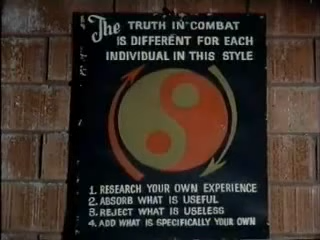 The TRUTH IN COMBAT
IS DIFFERENT FOR EACH
INDIVIDUAL IN THIS STYLE
1. RESEARCH YOUR OWN EXPERIENCE
2. ABSORB WHAT IS USEFUL
3. REJECT WHAT IS USELESS
4. ADD WHAT IS SPECIFICALLY YOUR OWN